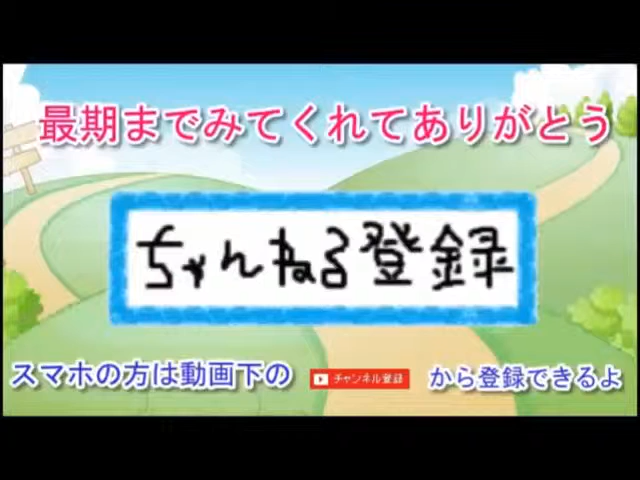 最期までみてくれてありがとう
ちゃんねる登録
スマホの方は動画下の チャンネル登録 から登録できるよ